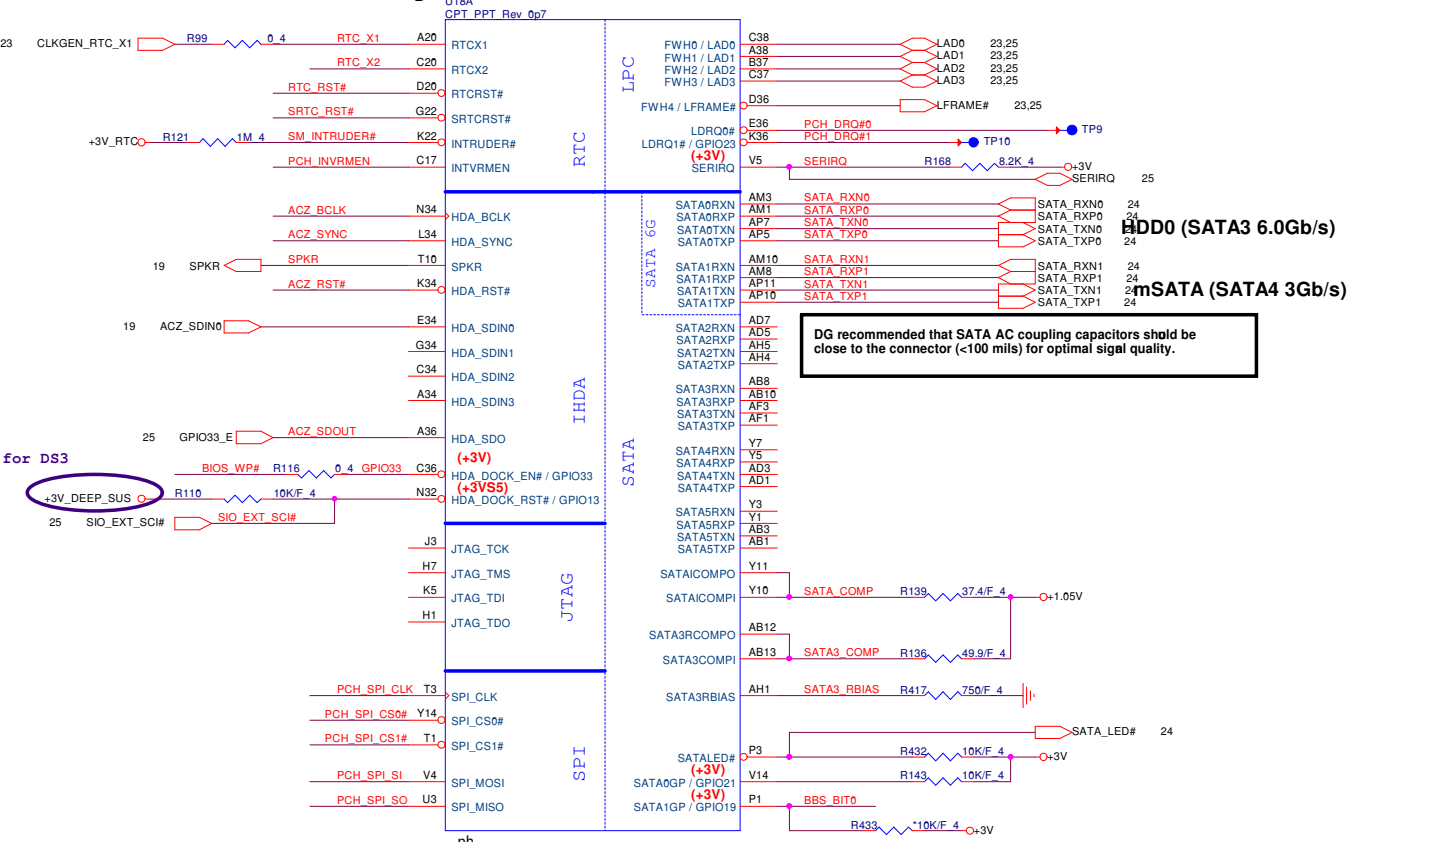 U18A
CPT_PPT_Rev_0p7
23 CLKGEN_RTC_X1 R99 0_4 RTC_X1 A20 RTCX1
RTC_X2 C20 RTCX2
RTC_RST# D20 RTCRST#
SRTC_RST# G22 SRTCRST#
+3V_RTC R121 1M_4 SM_INTRUDER# K22 INTRUDER#
PCH_INVRMEN C17 INTVRMEN
RTC
LPC
FWH0 / LAD0 C38 LAD0 23,25
FWH1 / LAD1 A38 LAD1 23,25
FWH2 / LAD2 B37 LAD2 23,25
FWH3 / LAD3 C37 LAD3 23,25
FWH4 / LFRAME# D36 LFRAME# 23,25
LDRQ0# E36 PCH_DRQ#0 TP9
LDRQ1# / GPIO23 K36 PCH_DRQ#1 TP10
(+3V)
SERIRQ V5 SERIRQ R168 8.2K_4 +3V
SERIRQ 25
ACZ_BCLK N34 HDA_BCLK
ACZ_SYNC L34 HDA_SYNC
19 SPKR SPKR T10 SPKR
ACZ_RST# K34 HDA_RST#
19 ACZ_SDIN0 E34 HDA_SDIN0
G34 HDA_SDIN1
C34 HDA_SDIN2
A34 HDA_SDIN3
25 GPIO33_E ACZ_SDOUT A36 HDA_SDO
(+3V)
for DS3
BIOS_WP# R116 0_4 GPIO33 C36 HDA_DOCK_EN# / GPIO33
(+3VS5)
+3V_DEEP_SUS R110 10K/F_4 N32 HDA_DOCK_RST# / GPIO13
25 SIO_EXT_SCI# SIO_EXT_SCI#
IHDA
J3 JTAG_TCK
H7 JTAG_TMS
K5 JTAG_TDI
H1 JTAG_TDO
JTAG
PCH_SPI_CLK T3 SPI_CLK
PCH_SPI_CS0# Y14 SPI_CS0#
PCH_SPI_CS1# T1 SPI_CS1#
PCH_SPI_SI V4 SPI_MOSI
PCH_SPI_SO U3 SPI_MISO
SPI
SATA 6G
SATA0RXN AM3 SATA_RXN0 SATA_RXN0 24
SATA0RXP AM1 SATA_RXP0 SATA_RXP0 24
SATA0TXN AP7 SATA_TXN0 SATA_TXN0 24
SATA0TXP AP5 SATA_TXP0 SATA_TXP0 24
HDD0 (SATA3 6.0Gb/s)
SATA1RXN AM10 SATA_RXN1 SATA_RXN1 24
SATA1RXP AM8 SATA_RXP1 SATA_RXP1 24
SATA1TXN AP11 SATA_TXN1 SATA_TXN1 24
SATA1TXP AP10 SATA_TXP1 SATA_TXP1 24
mSATA (SATA4 3Gb/s)
SATA2RXN AD7
SATA2RXP AD5
SATA2TXN AH5
SATA2TXP AH4
DG recommended that SATA AC coupling capacitors should be
close to the connector (<100 mils) for optimal signal quality.
SATA3RXN AB8
SATA3RXP AB10
SATA3TXN AF3
SATA3TXP AF1
SATA
SATA4RXN Y7
SATA4RXP Y5
SATA4TXN AD3
SATA4TXP AD1
SATA5RXN Y3
SATA5RXP Y1
SATA5TXN AB3
SATA5TXP AB1
SATAICOMPO Y11
SATAICOMPI Y10 SATA_COMP R139 37.4/F_4 +1.05V
SATA3RCOMPO AB12
SATA3COMPI AB13 SATA3_COMP R136 49.9/F_4
SATA3RBIAS AH1 SATA3_RBIAS R417 750/F_4
SATA_LED# 24
SATALED# P3 R432 10K/F_4 +3V
(+3V)
SATA0GP / GPIO21 V14 R143 10K/F_4
(+3V)
SATA1GP / GPIO19 P1 BBS_BIT0
R433 *10K/F_4 +3V